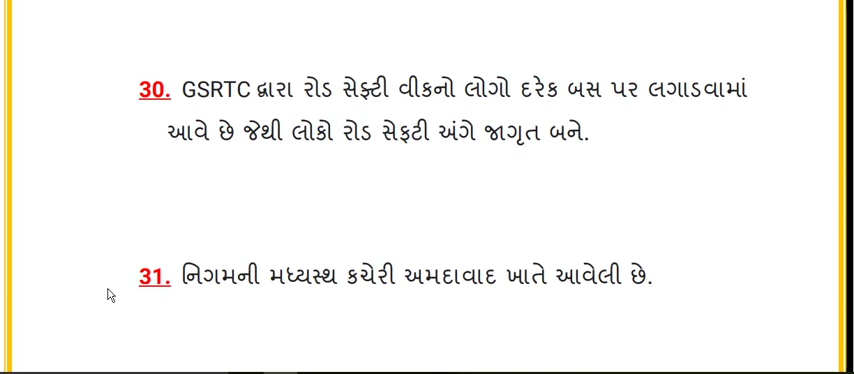 30. GSRTC દ્વારા રોડ સેફ્ટી વીકનો લોગો દરેક બસ પર લગાડવામાં
આવે છે જેથી લોકો રોડ સેફટી અંગે જાગૃત બને.
31. નિગમની મધ્યસ્થ કચેરી અમદાવાદ ખાતે આવેલી છે.